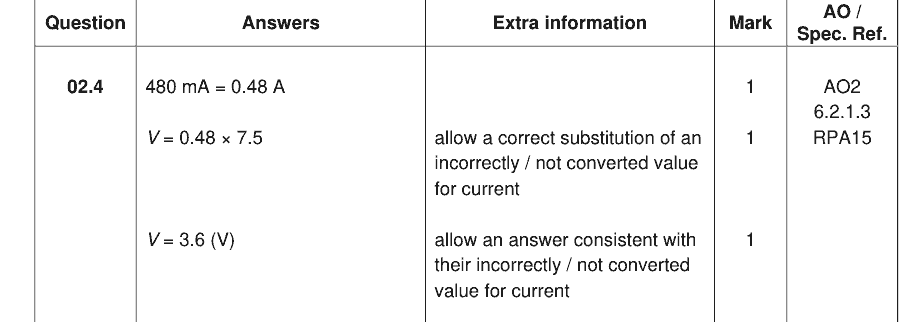 Question Answers Extra information Mark AO / Spec. Ref.
02.4 480 mA = 0.48 A 1 AO2
6.2.1.3
V = 0.48 × 7.5 allow a correct substitution of an 1 RPA15
incorrectly / not converted value
for current
V = 3.6 (V) allow an answer consistent with 1
their incorrectly / not converted
value for current